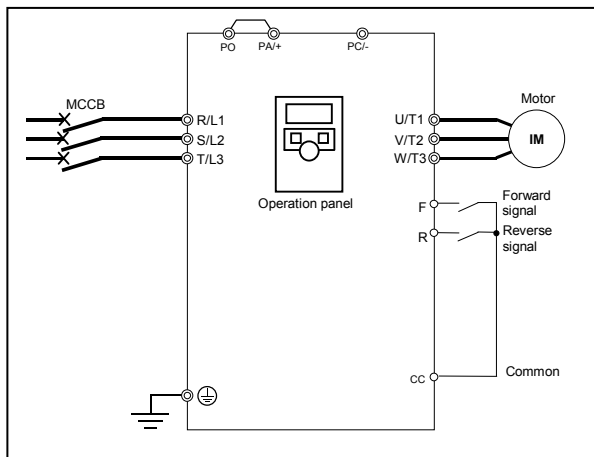 PO
PA/+
PC/-
MCCB
R/L1
S/L2
T/L3
Operation panel
U/T1
V/T2
W/T3
Motor
IM
F
Forward
signal
R
Reverse
signal
CC
Common